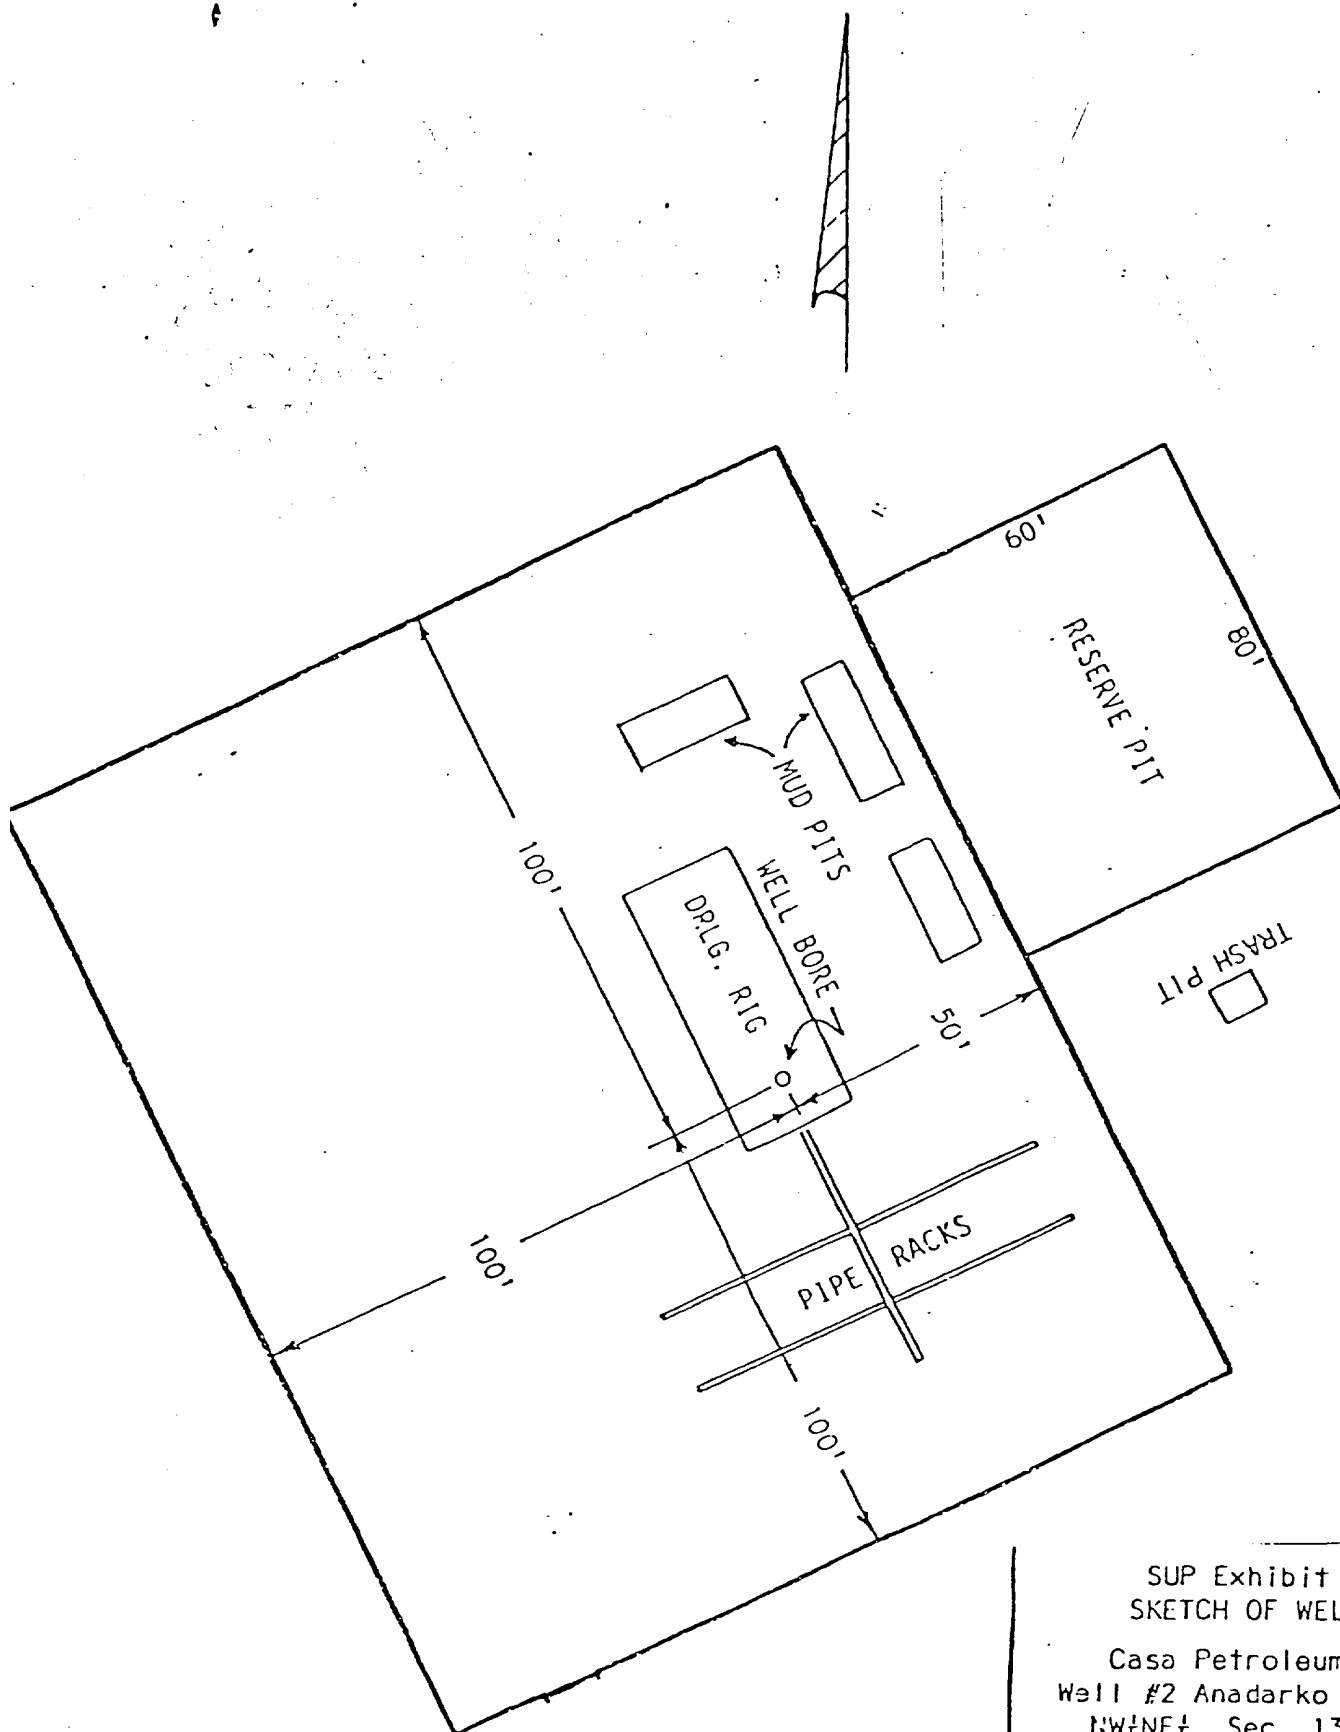 60'
80'
RESERVE PIT
MUD PITS
WELL BORE
DRLG. RIG
100'
TRASH PIT
50'
100'
PIPE RACKS
100'
SUP Exhibit
SKETCH OF WEL
Casa Petroleum
Well #2 Anadarko
NW¼NE¼ Sec. 13